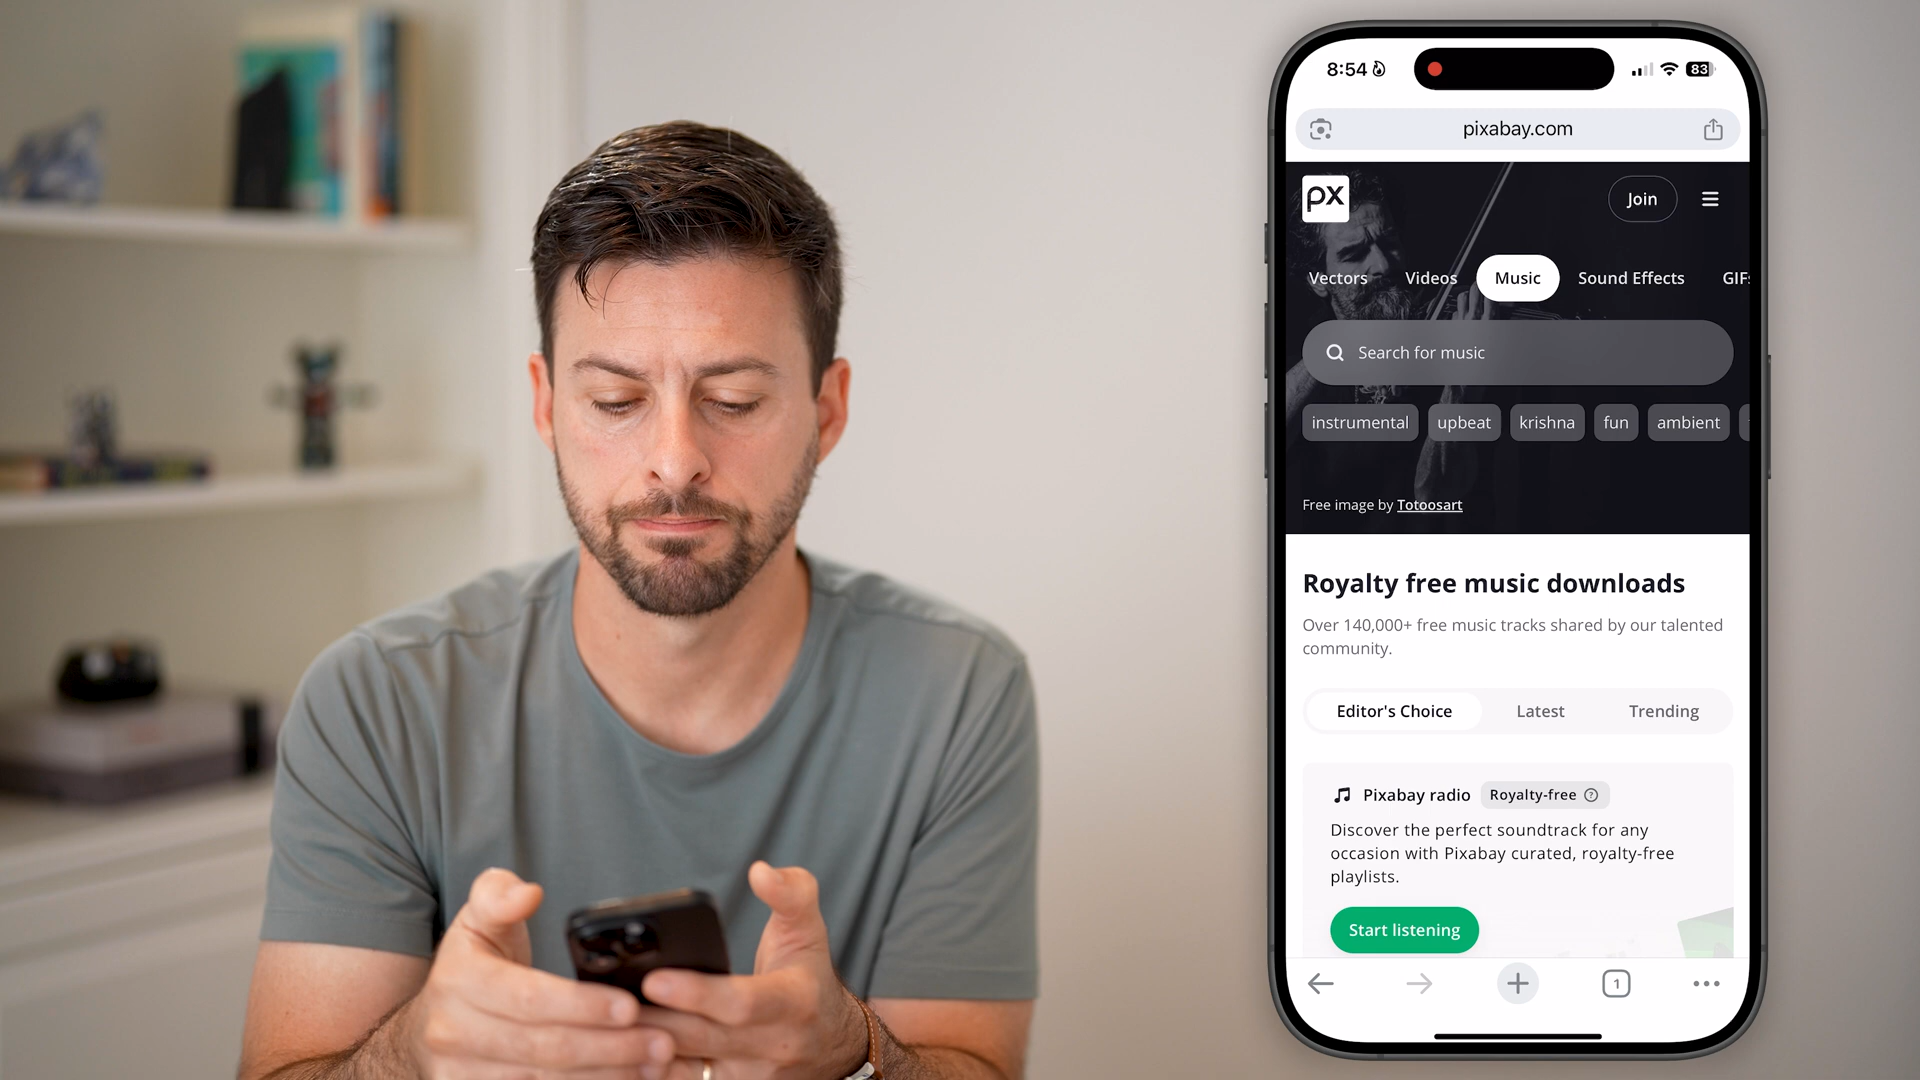 8:54
83
pixabay.com
px
Join
Vectors Videos Music Sound Effects GIFs
Search for music
instrumental upbeat krishna fun ambient
Free image by Totoosart
Royalty free music downloads
Over 140,000+ free music tracks shared by our talented
community.
Editor's Choice Latest Trending
Pixabay radio Royalty-free ?
Discover the perfect soundtrack for any
occasion with Pixabay curated, royalty-free
playlists.
Start listening
1